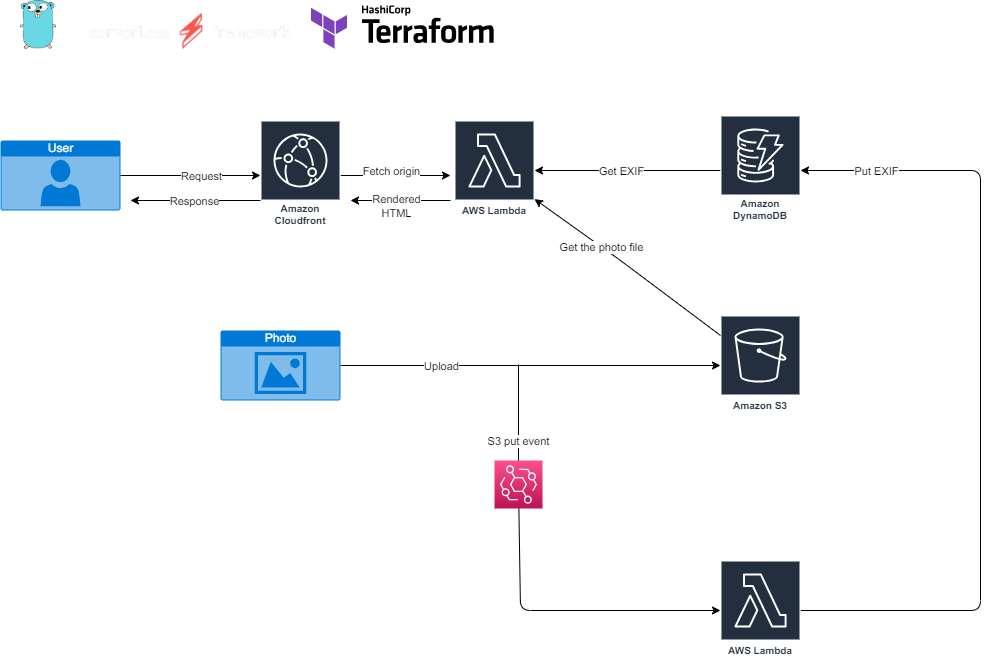 HashiCorp
Terraform
serverless framework
User
Request
Response
Amazon
Cloudfront
Fetch origin
Rendered
HTML
AWS Lambda
Get EXIF
Amazon
DynamoDB
Put EXIF
Get the photo file
Photo
Upload
Amazon S3
S3 put event
AWS Lambda